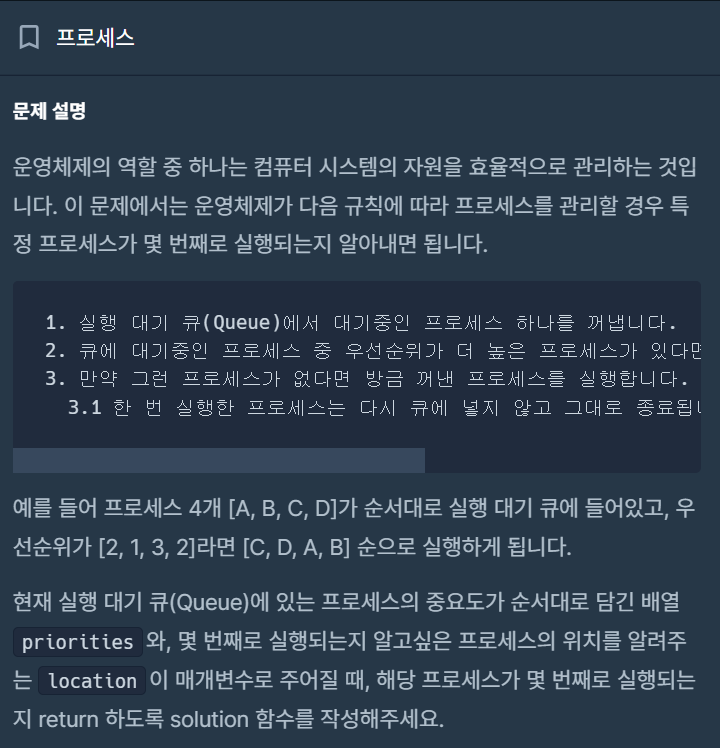 프로세스
문제 설명
운영체제의 역할 중 하나는 컴퓨터 시스템의 자원을 효율적으로 관리하는 것입
니다. 이 문제에서는 운영체제가 다음 규칙에 따라 프로세스를 관리할 경우 특
정 프로세스가 몇 번째로 실행되는지 알아내면 됩니다.
1. 실행 대기 큐(Queue)에서 대기중인 프로세스 하나를 꺼냅니다.
2. 큐에 대기중인 프로세스 중 우선순위가 더 높은 프로세스가 있다면
3. 만약 그런 프로세스가 없다면 방금 꺼낸 프로세스를 실행합니다.
3.1 한 번 실행한 프로세스는 다시 큐에 넣지 않고 그대로 종료됩
예를 들어 프로세스 4개 [A, B, C, D]가 순서대로 실행 대기 큐에 들어있고, 우
선순위가 [2, 1, 3, 2]라면 [C, D, A, B] 순으로 실행하게 됩니다.
현재 실행 대기 큐(Queue)에 있는 프로세스의 중요도가 순서대로 담긴 배열
priorities 와, 몇 번째로 실행되는지 알고싶은 프로세스의 위치를 알려주
는 location 이 매개변수로 주어질 때, 해당 프로세스가 몇 번째로 실행되는
지 return 하도록 solution 함수를 작성해주세요.